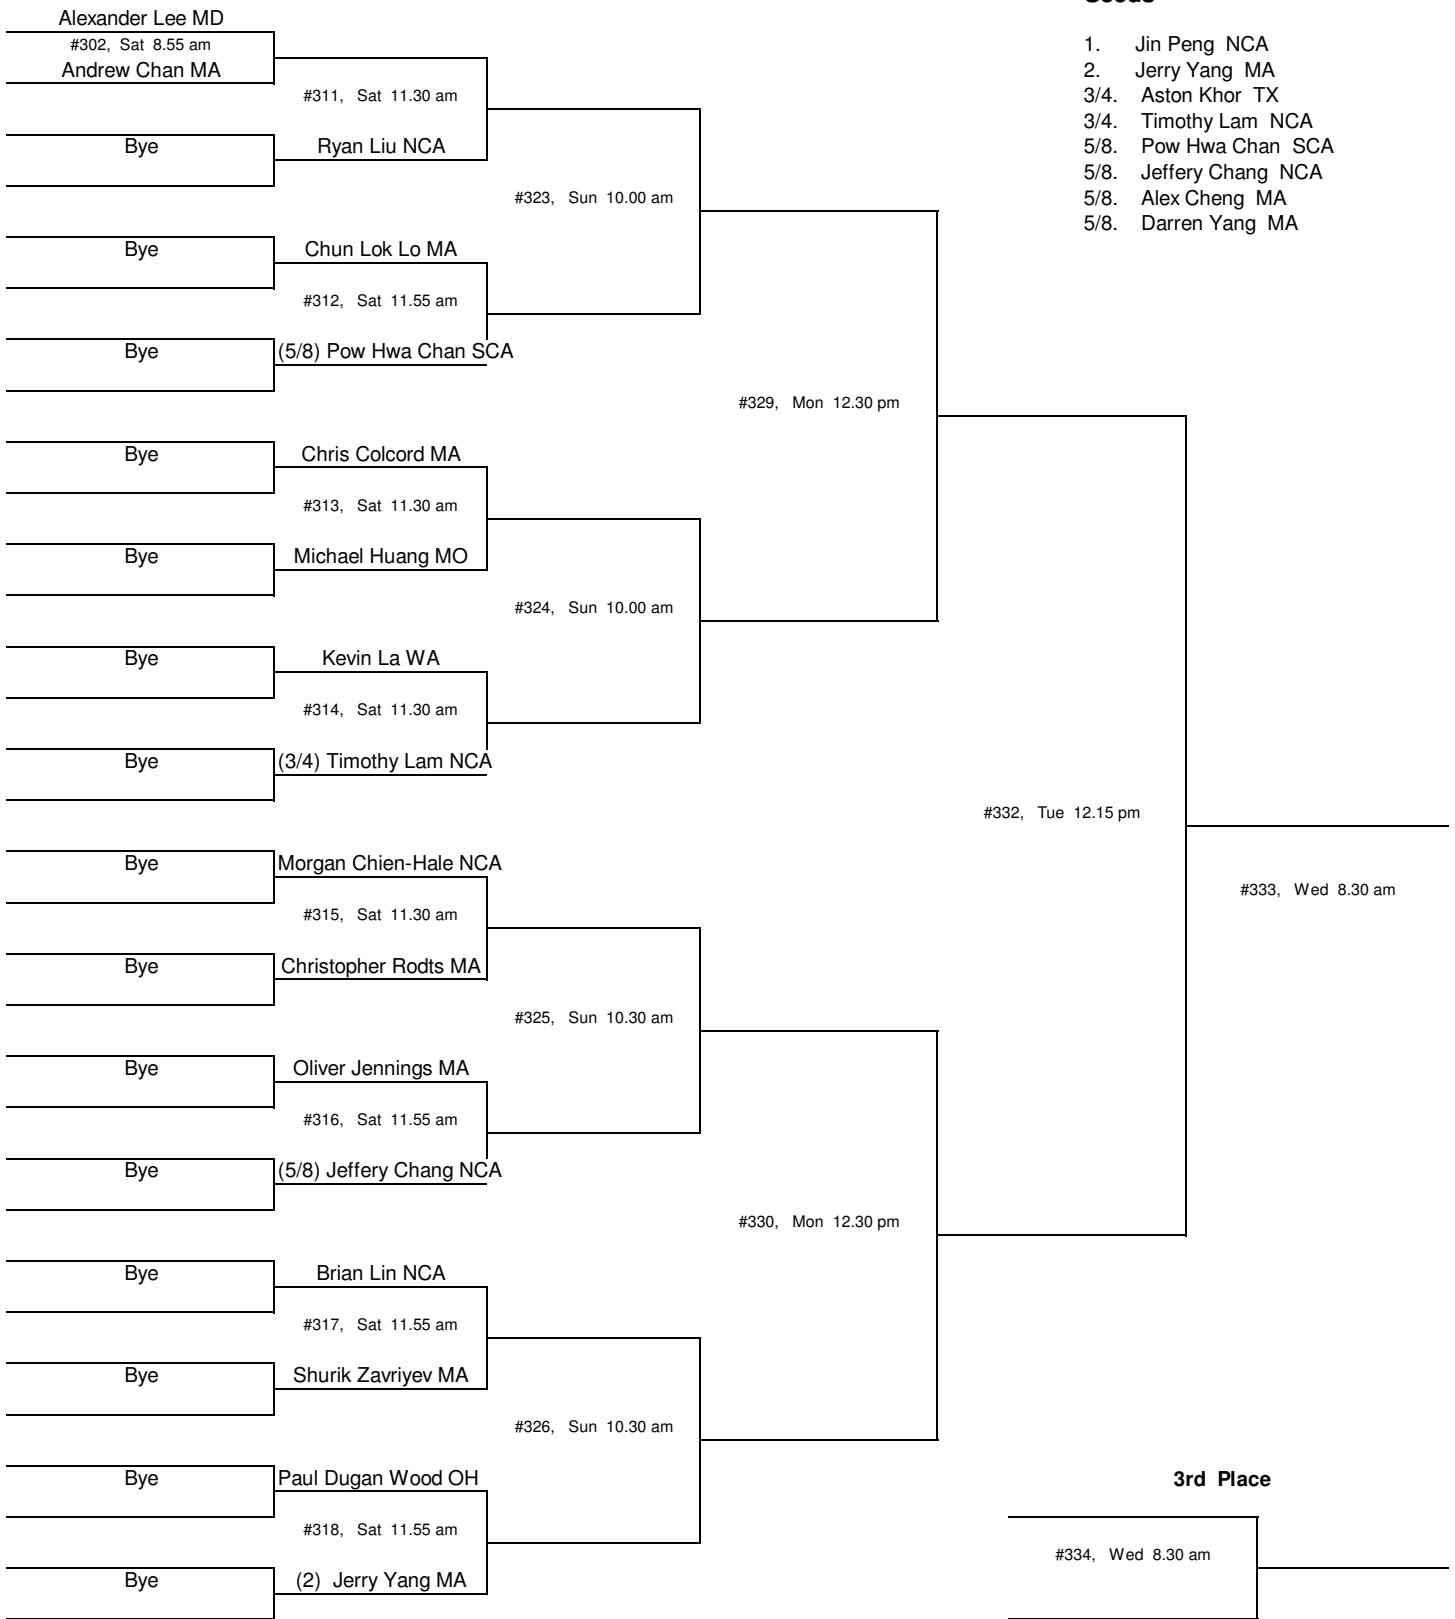 Seeds
1. Jin Peng NCA
2. Jerry Yang MA
3/4. Aston Khor TX
3/4. Timothy Lam NCA
5/8. Pow Hwa Chan SCA
5/8. Jeffery Chang NCA
5/8. Alex Cheng MA
5/8. Darren Yang MA
Alexander Lee MD
#302, Sat 8.55 am
Andrew Chan MA
#311, Sat 11.30 am
Bye Ryan Liu NCA
#323, Sun 10.00 am
Bye Chun Lok Lo MA
#312, Sat 11.55 am
Bye (5/8) Pow Hwa Chan SCA
#329, Mon 12.30 pm
Bye Chris Colcord MA
#313, Sat 11.30 am
Bye Michael Huang MO
#324, Sun 10.00 am
Bye Kevin La WA
#314, Sat 11.30 am
Bye (3/4) Timothy Lam NCA
#332, Tue 12.15 pm
Bye Morgan Chien-Hale NCA
#333, Wed 8.30 am
#315, Sat 11.30 am
Bye Christopher Rodts MA
#325, Sun 10.30 am
Bye Oliver Jennings MA
#316, Sat 11.55 am
Bye (5/8) Jeffery Chang NCA
#330, Mon 12.30 pm
Bye Brian Lin NCA
#317, Sat 11.55 am
Bye Shurik Zavriyev MA
#326, Sun 10.30 am
Bye Paul Dugan Wood OH
3rd Place
#318, Sat 11.55 am
#334, Wed 8.30 am
Bye (2) Jerry Yang MA